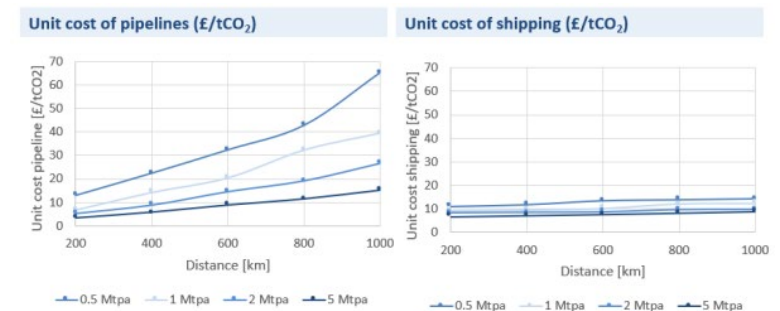 Unit cost of pipelines (£/tCO₂)
Unit cost pipeline [£/tCO2]
70
60
50
40
30
20
10
0
200 400 600 800 1000
Distance [km]
0.5 Mtpa 1 Mtpa 2 Mtpa 5 Mtpa
Unit cost of shipping (£/tCO₂)
Unit cost shipping [£/tCO2]
70
60
50
40
30
20
10
0
200 400 600 800 1000
Distance [km]
0.5 Mtpa 1 Mtpa 2 Mtpa 5 Mtpa